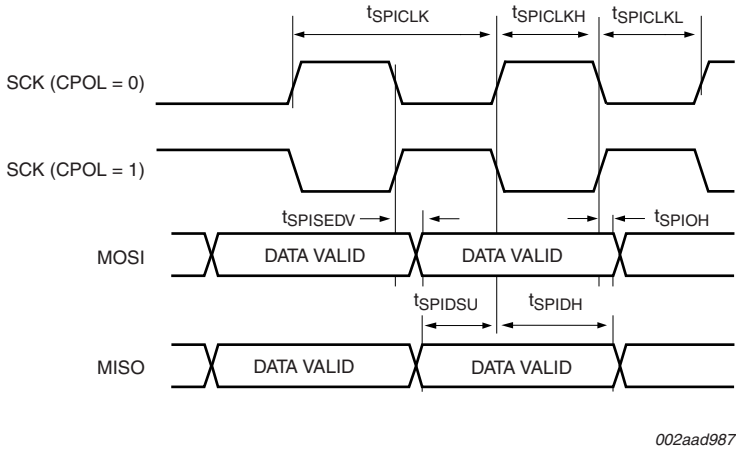 tSPICLK tSPICLKH tSPICLKL
SCK (CPOL = 0)
SCK (CPOL = 1)
tSPISEDV tSPIOH
MOSI DATA VALID DATA VALID
tSPIDSU tSPIDH
MISO DATA VALID DATA VALID
002aad987